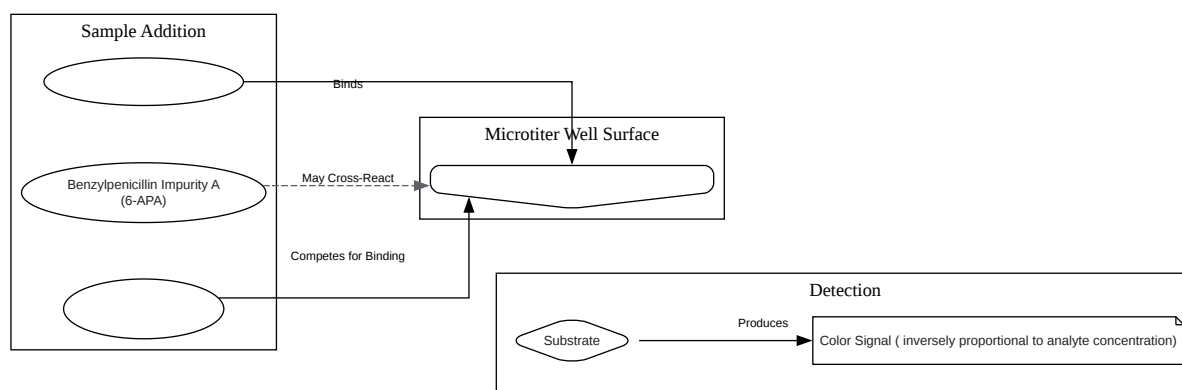 Sample Addition
Binds
Microtiter Well Surface
Benzylpenicillin Impurity A
(6-APA)
May Cross-React
Competes for Binding
Detection
Produces
Substrate
Color Signal ( inversely proportional to analyte concentration)